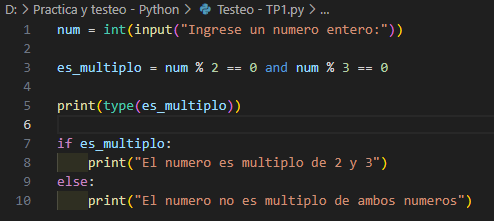 D: > Practica y testeo - Python > Testeo - TP1.py > ...
1 num = int(input("Ingrese un numero entero:"))
2
3 es_multiplo = num % 2 == 0 and num % 3 == 0
4
5 print(type(es_multiplo))
6
7 if es_multiplo:
8     print("El numero es multiplo de 2 y 3")
9 else:
10     print("El numero no es multiplo de ambos numeros")